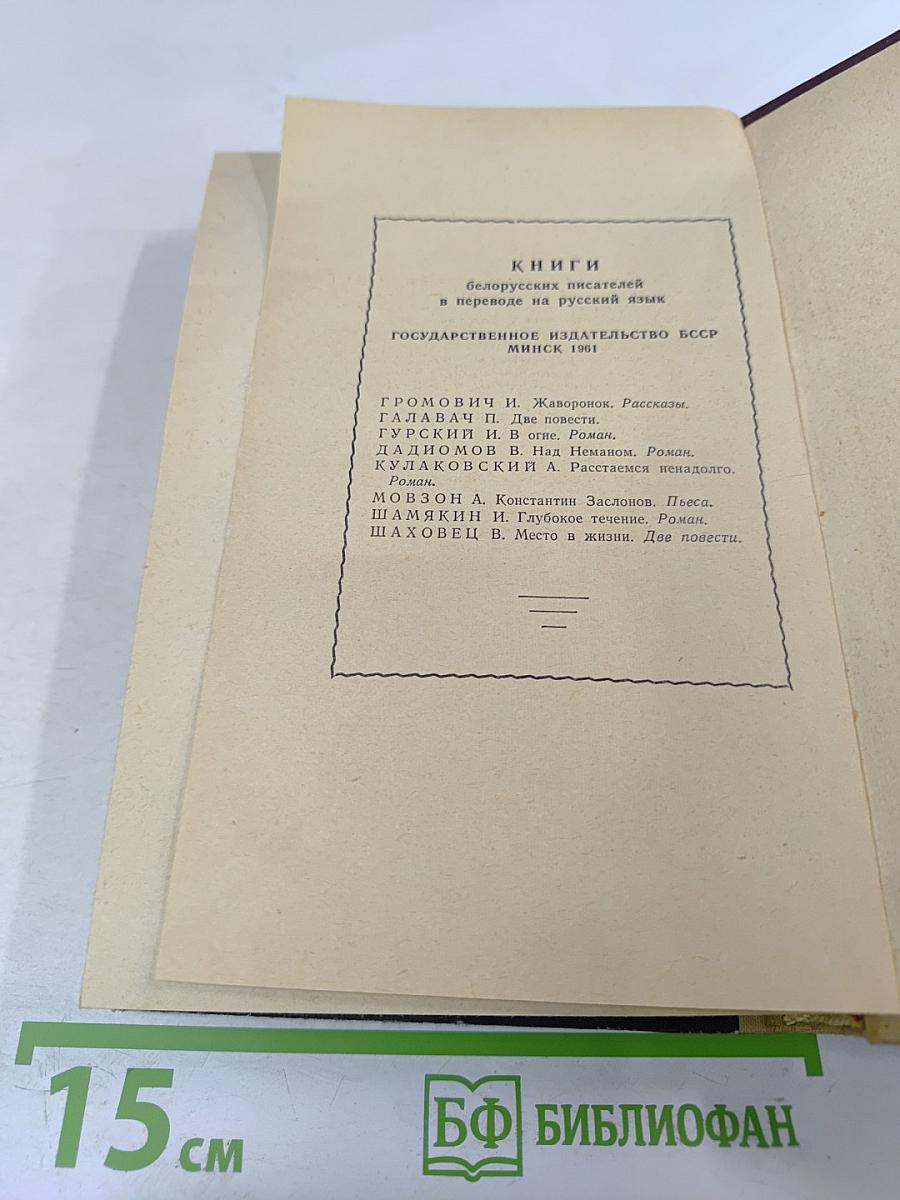 КНИГИ
белорусских писателей
в переводе на русский язык
ГОСУДАРСТВЕННОЕ ИЗДАТЕЛЬСТВО БССР
МИНСК 1961
ГРОМОВИЧ И. Жаворонок. Рассказы.
ГАЛАВАЧ П. Две повести.
ГУРСКИЙ И. В огне. Роман.
ДАДИОМОВ В. Над Неманом. Роман.
КУЛАКОВСКИЙ А. Расстаемся ненадолго.
Роман.
МОВЗОН А. Константин Заслонов. Пьеса.
ШАМЯКИН И. Глубокое течение. Роман.
ШАХОВЕЦ В. Место в жизни. Две повести.
15 см
БФ БИБЛИОФАН